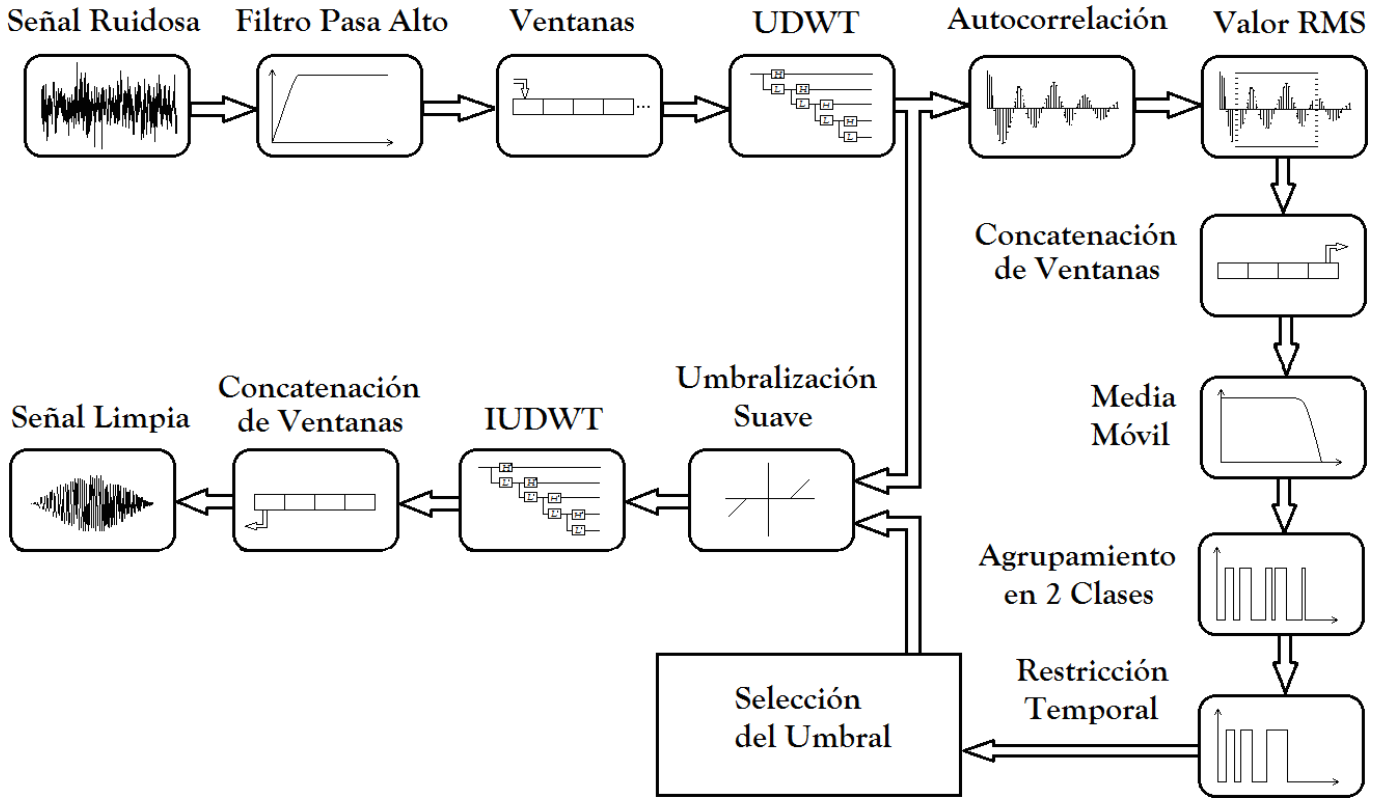 Señal Ruidosa
Filtro Pasa Alto
Ventanas
UDWT
Autocorrelación
Valor RMS
H
L
H
L
H
L
H
L
...
Concatenación
de Ventanas
Media
Móvil
Agrupamiento
en 2 Clases
Restricción
Temporal
Selección
del Umbral
Umbralización
Suave
IUDWT
H'
L'
H'
L'
H'
L'
H'
L'
Concatenación
de Ventanas
Señal Limpia